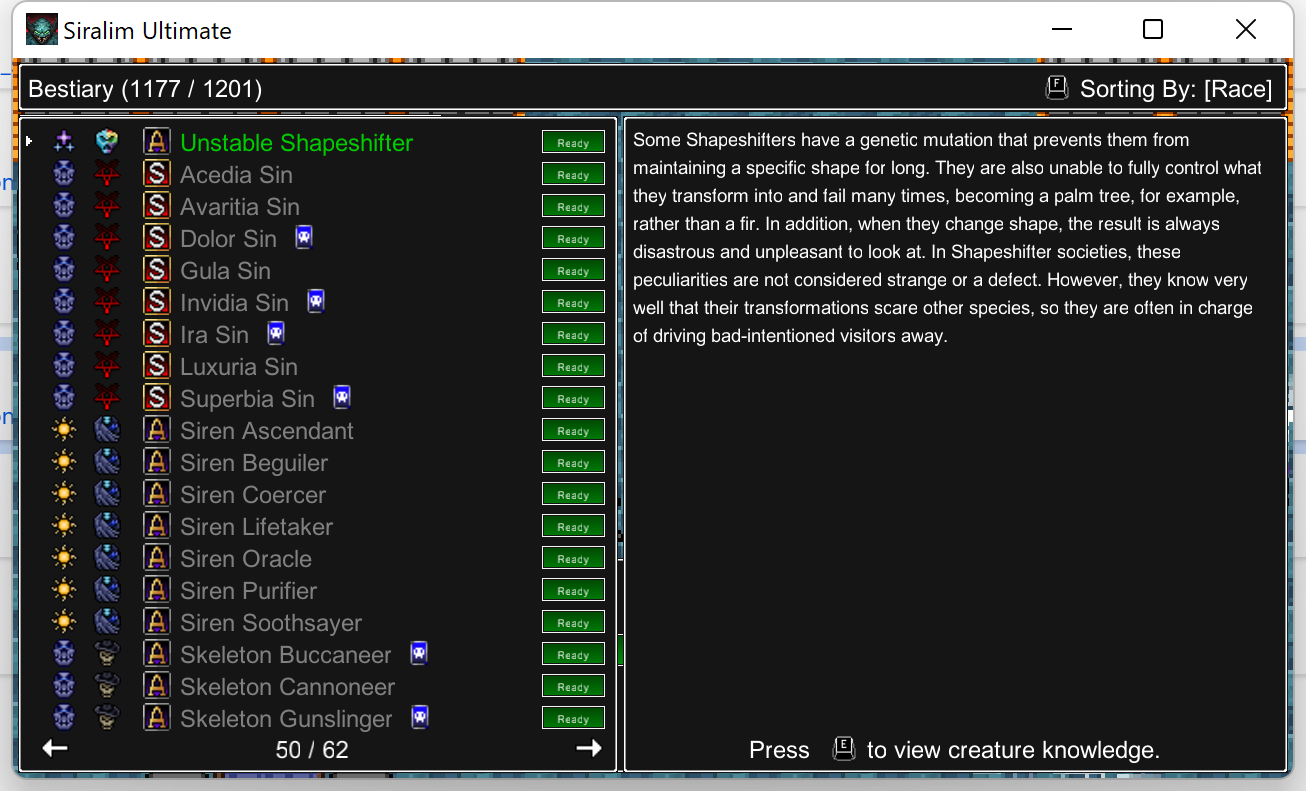 Siralim Ultimate
Bestiary (1177 / 1201)
F Sorting By: [Race]
A Unstable Shapeshifter Ready
S Acedia Sin Ready
S Avaritia Sin Ready
S Dolor Sin Ready
S Gula Sin Ready
S Invidia Sin Ready
S Ira Sin Ready
S Luxuria Sin Ready
S Superbia Sin Ready
A Siren Ascendant Ready
A Siren Beguiler Ready
A Siren Coercer Ready
A Siren Lifetaker Ready
A Siren Oracle Ready
A Siren Purifier Ready
A Siren Soothsayer Ready
A Skeleton Buccaneer Ready
A Skeleton Cannoneer Ready
A Skeleton Gunslinger Ready
50 / 62
Some Shapeshifters have a genetic mutation that prevents them from
maintaining a specific shape for long. They are also unable to fully control what
they transform into and fail many times, becoming a palm tree, for example,
rather than a fir. In addition, when they change shape, the result is always
disastrous and unpleasant to look at. In Shapeshifter societies, these
peculiarities are not considered strange or a defect. However, they know very
well that their transformations scare other species, so they are often in charge
of driving bad-intentioned visitors away.
Press E to view creature knowledge.